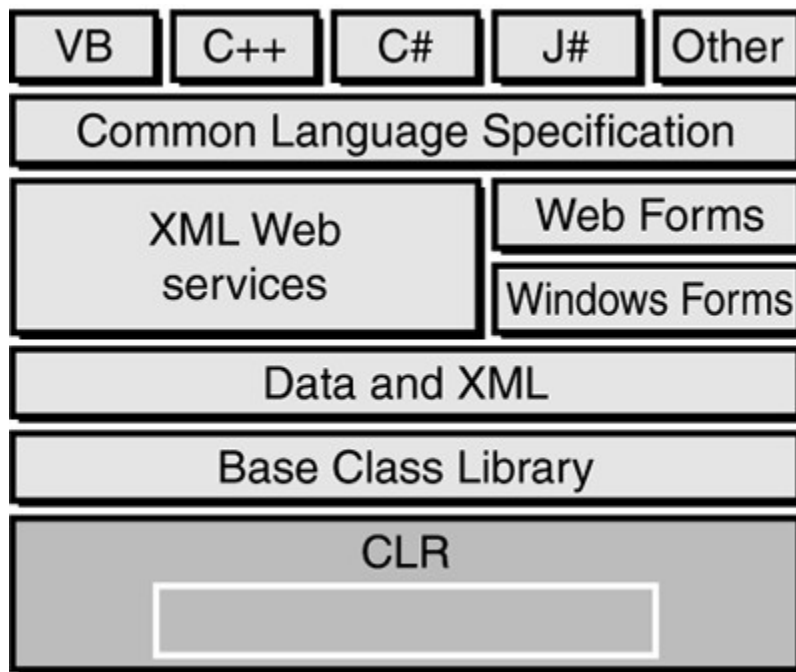 VB C++ C# J# Other
Common Language Specification
XML Web
services
Web Forms
Windows Forms
Data and XML
Base Class Library
CLR